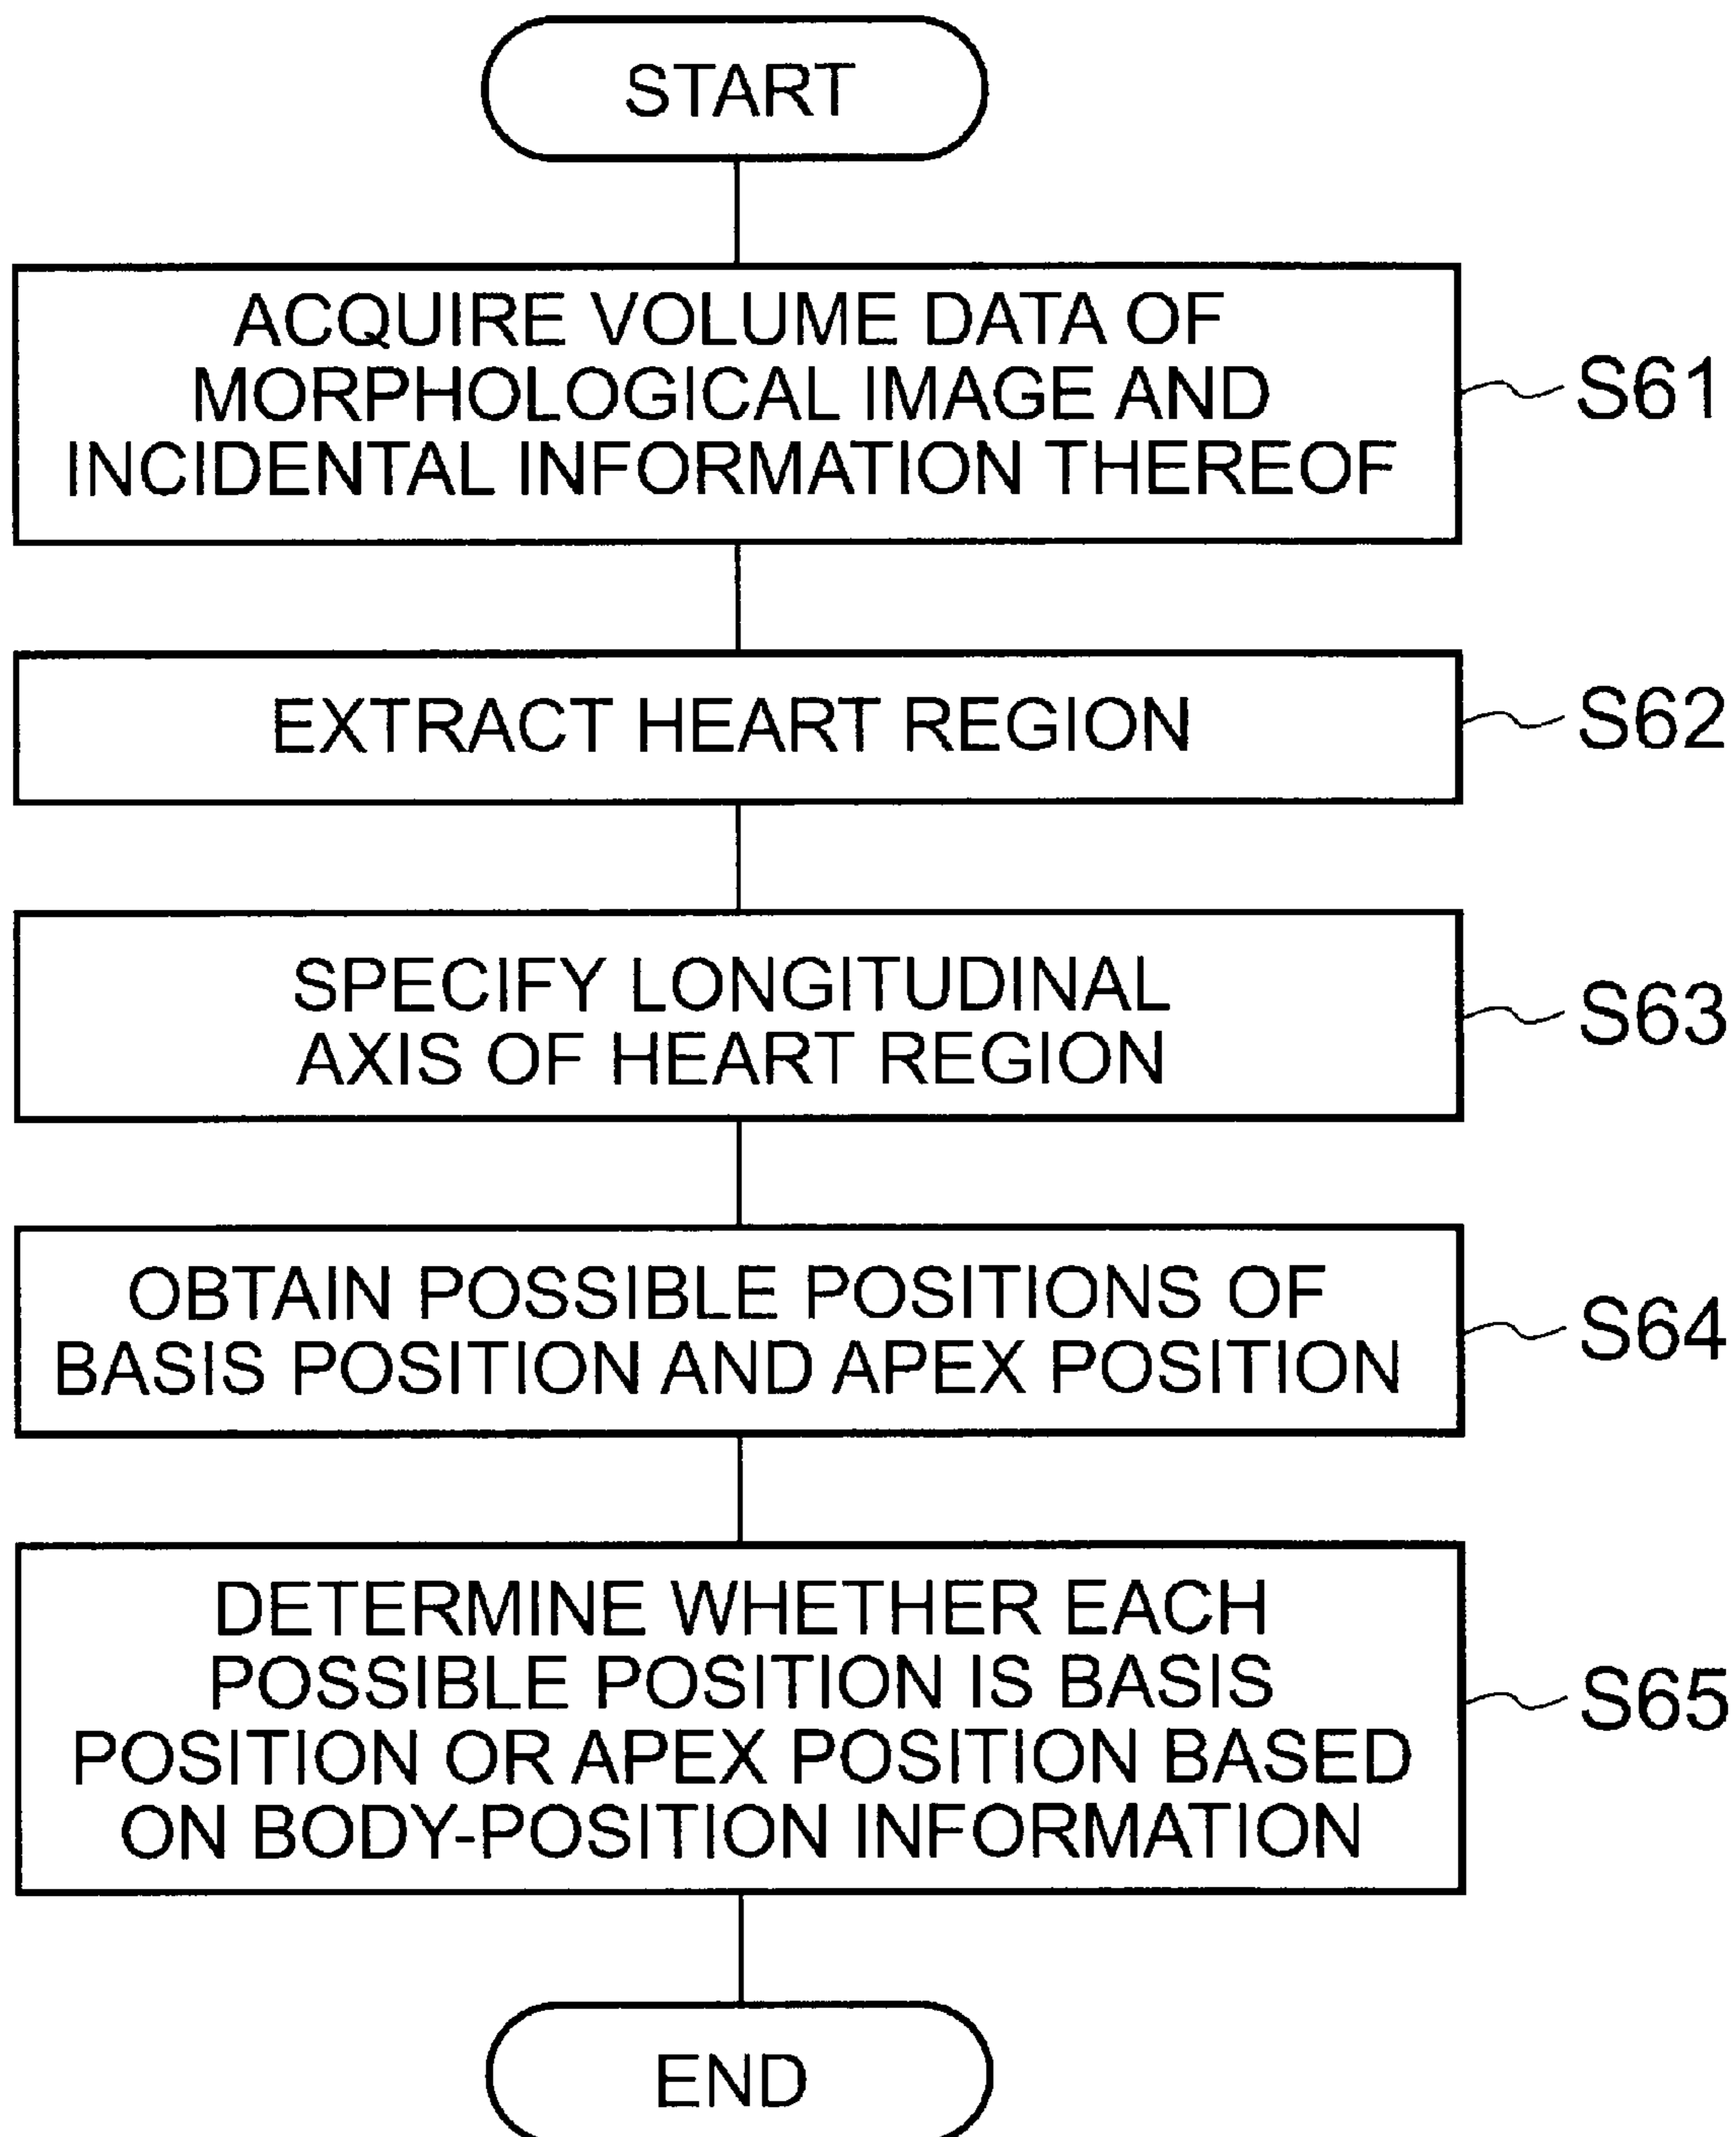 START
ACQUIRE VOLUME DATA OF
MORPHOLOGICAL IMAGE AND
INCIDENTAL INFORMATION THEREOF
S61
EXTRACT HEART REGION
S62
SPECIFY LONGITUDINAL
AXIS OF HEART REGION
S63
OBTAIN POSSIBLE POSITIONS OF
BASIS POSITION AND APEX POSITION
S64
DETERMINE WHETHER EACH
POSSIBLE POSITION IS BASIS
POSITION OR APEX POSITION BASED
ON BODY-POSITION INFORMATION
S65
END